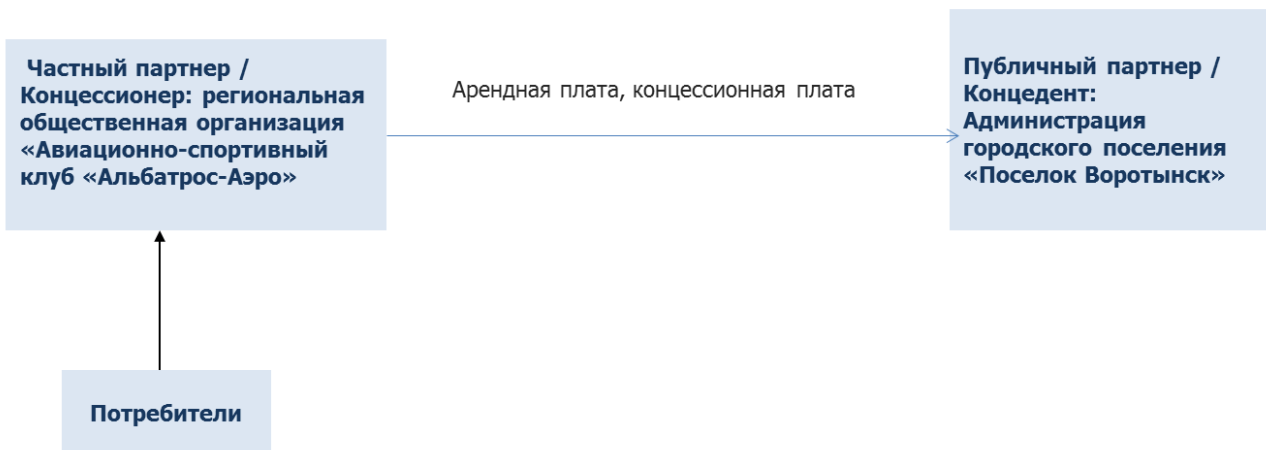 Частный партнер /
Концессионер: региональная
общественная организация
«Авиационно-спортивный
клуб «Альбатрос-Аэро»
Арендная плата, концессионная плата
Публичный партнер /
Концедент:
Администрация
городского поселения
«Поселок Воротынск»
Потребители